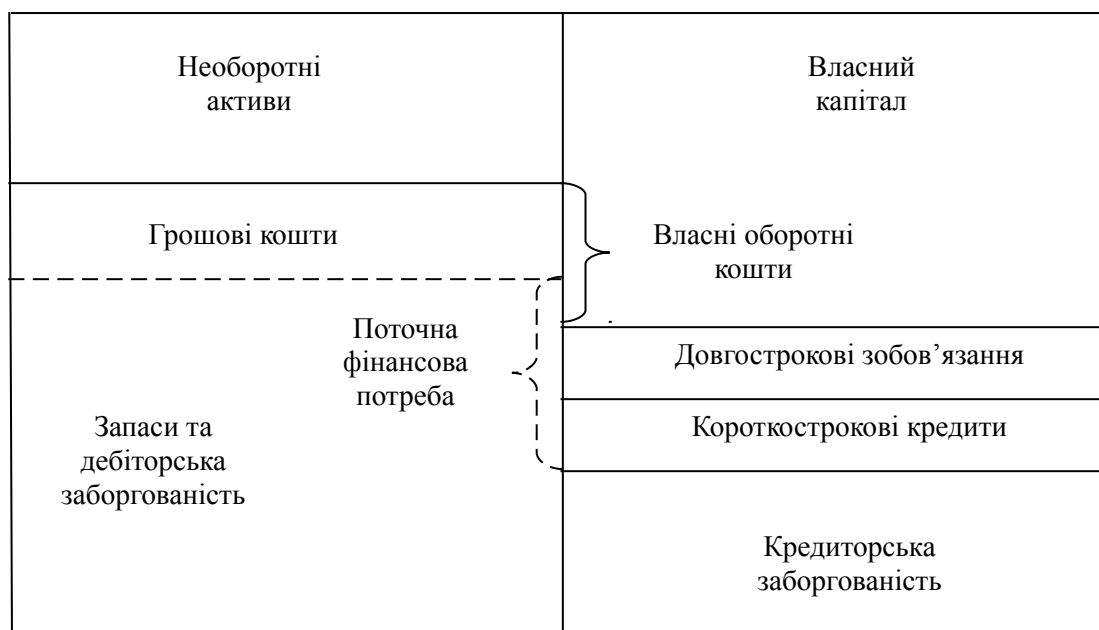 Необоротні
активи
Власний
капітал
Грошові кошти
Власні оборотні
кошти
Поточна
фінансова
потреба
Довгострокові зобов’язання
Короткострокові кредити
Запаси та
дебіторська
заборгованість
Кредиторська
заборгованість